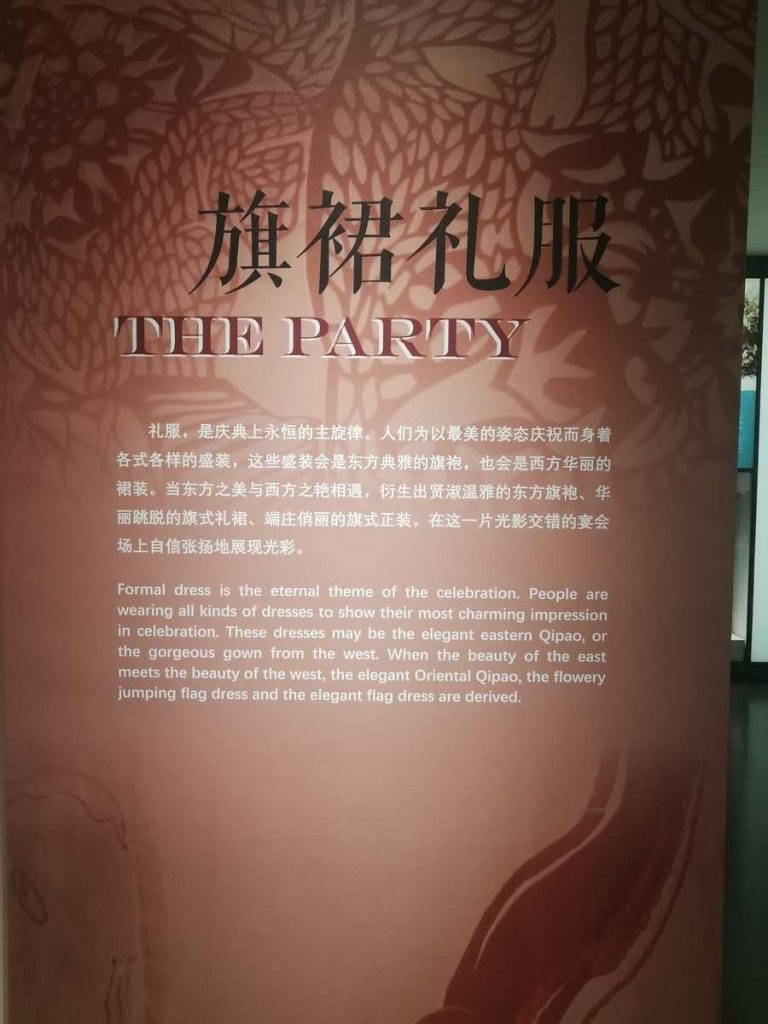 旗裙礼服
THE PARTY
礼服，是庆典上永恒的主旋律。人们为以最美的姿态庆祝而身着
各式各样的盛装，这些盛装会是东方典雅的旗袍，也会是西方华丽的
裙装。当东方之美与西方之艳相遇，衍生出贤淑温雅的东方旗袍、华
丽跳脱的旗式礼裙、端庄俏丽的旗式正装，在这一片光影交错的宴会
场上自信张扬地展现光彩。
Formal dress is the eternal theme of the celebration. People are
wearing all kinds of dresses to show their most charming impression
in celebration. These dresses may be the elegant eastern Qipao, or
the gorgeous gown from the west. When the beauty of the east
meets the beauty of the west, the elegant Oriental Qipao, the flowery
jumping flag dress and the elegant flag dress are derived.